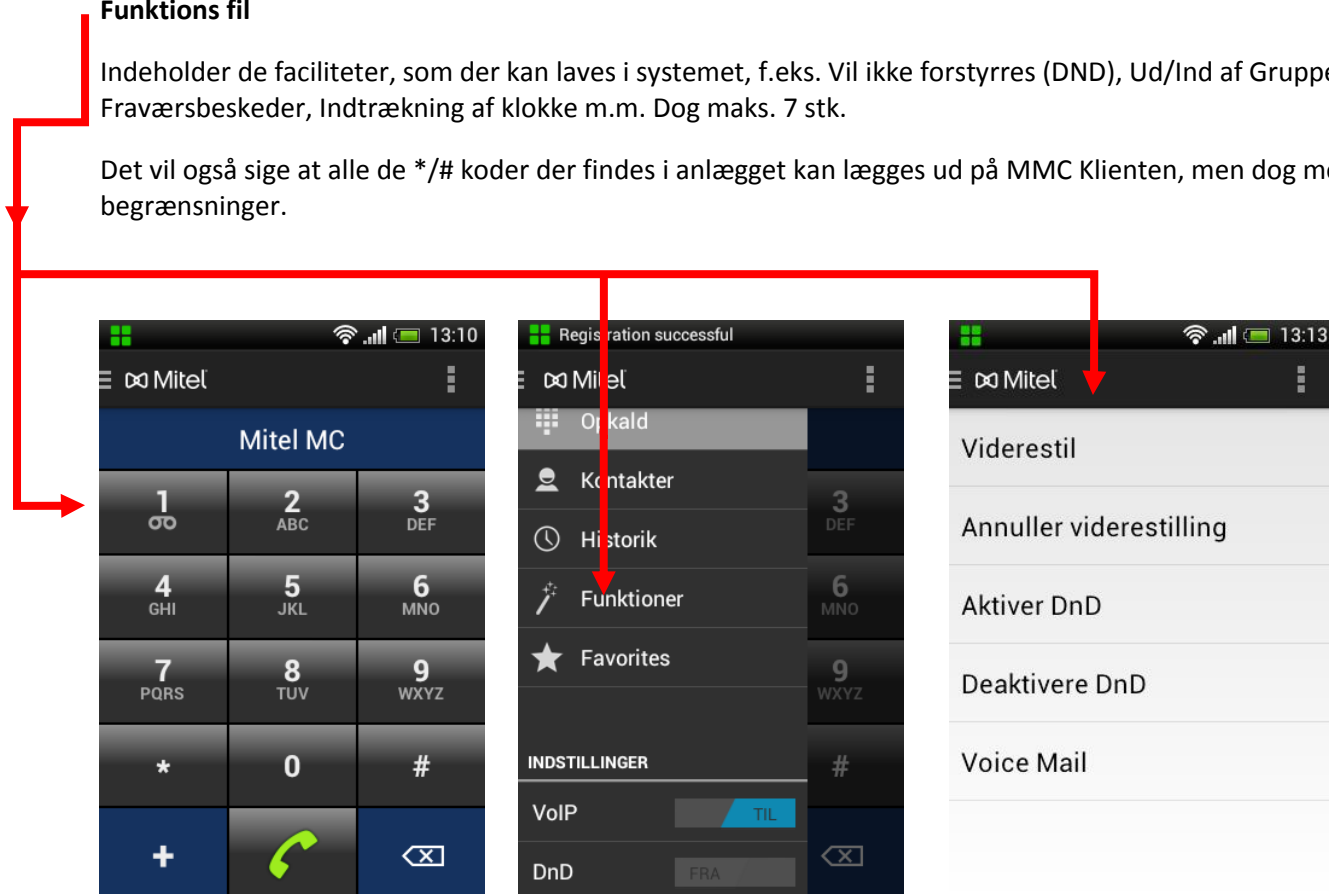 Funktions fil
Indeholder de faciliteter, som der kan laves i systemet, f.eks. Vil ikke forstyrres (DND), Ud/Ind af Gruppe
Fraværsbeskeder, Indtrækning af klokke m.m. Dog maks. 7 stk.
Det vil også sige at alle de */# koder der findes i anlægget kan lægges ud på MMC Klienten, men dog me
begrænsninger.
13:10
Mitel
Mitel MC
1
2 ABC
3 DEF
4 GHI
5 JKL
6 MNO
7 PQRS
8 TUV
9 WXYZ
*
0
#
+
Registration successful
Mitel
Opkald
Kontakter
3 DEF
Historik
Funktioner
6 MNO
Favorites
9 WXYZ
INDSTILLINGER
#
VoIP TIL
DnD FRA
13:13
Mitel
Viderestil
Annuller viderestilling
Aktiver DnD
Deaktivere DnD
Voice Mail